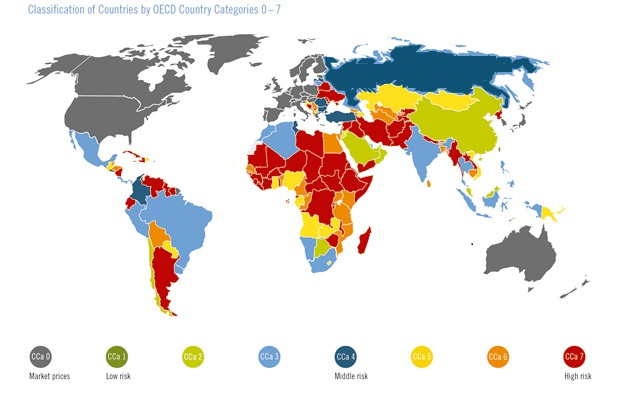 Classification of Countries by OECD Country Categories 0 – 7
CCa 0
CCa 1
CCa 2
CCa 3
CCa 4
CCa 5
CCa 6
CCa 7
Market prices
Low risk
Middle risk
High risk